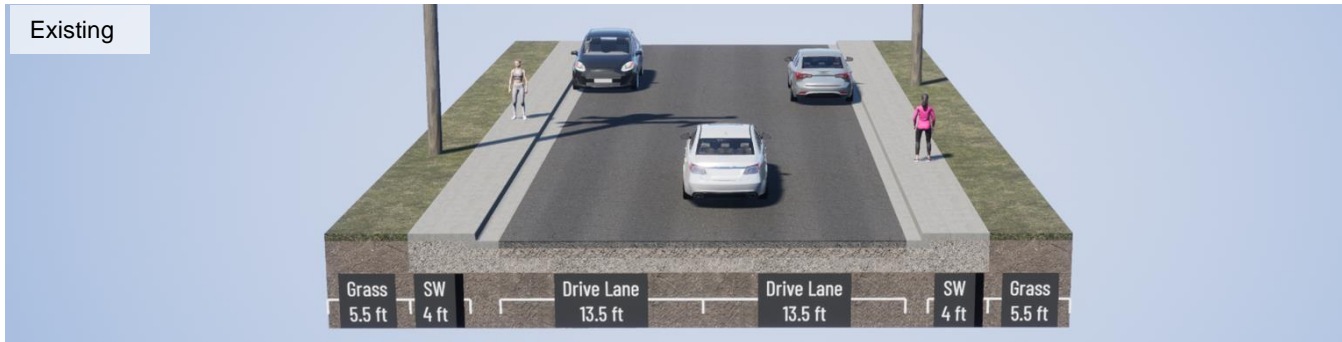 Existing
Grass
5.5 ft
SW
4 ft
Drive Lane
13.5 ft
Drive Lane
13.5 ft
SW
4 ft
Grass
5.5 ft